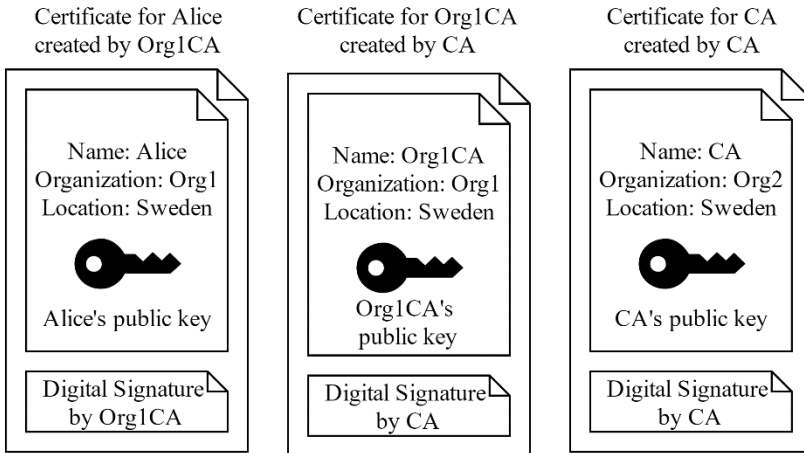 Certificate for Alice
created by Org1CA
Name: Alice
Organization: Org1
Location: Sweden
Alice's public key
Digital Signature
by Org1CA
Certificate for Org1CA
created by CA
Name: Org1CA
Organization: Org1
Location: Sweden
Org1CA's
public key
Digital Signature
by CA
Certificate for CA
created by CA
Name: CA
Organization: Org2
Location: Sweden
CA's public key
Digital Signature
by CA